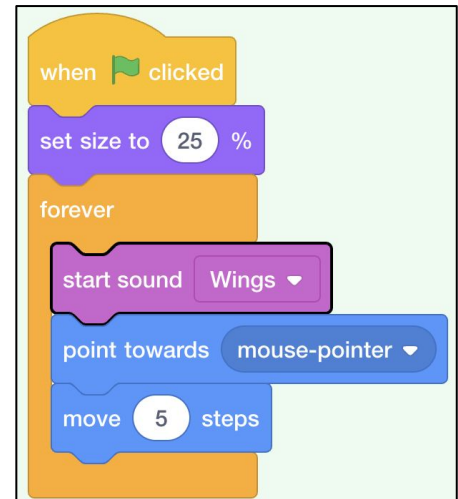 when clicked
set size to 25 %
forever
start sound Wings
point towards mouse-pointer
move 5 steps